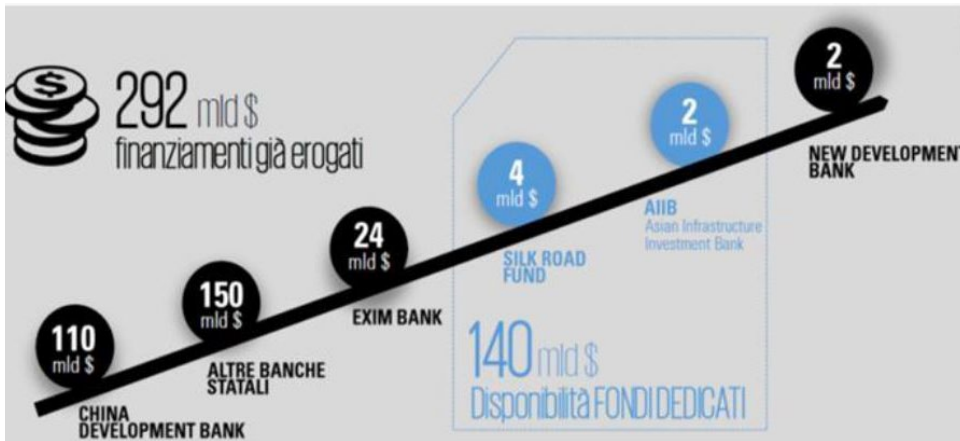 $
292 mld $
finanziamenti già erogati
110
mld $
CHINA
DEVELOPMENT BANK
150
mld $
ALTRE BANCHE
STATALI
24
mld $
EXIM BANK
4
mld $
SILK ROAD
FUND
2
mld $
AIIB
Asian Infrastructure
Investment Bank
2
mld $
NEW DEVELOPMENT
BANK
140 mld $
Disponibilità FONDI DEDICATI